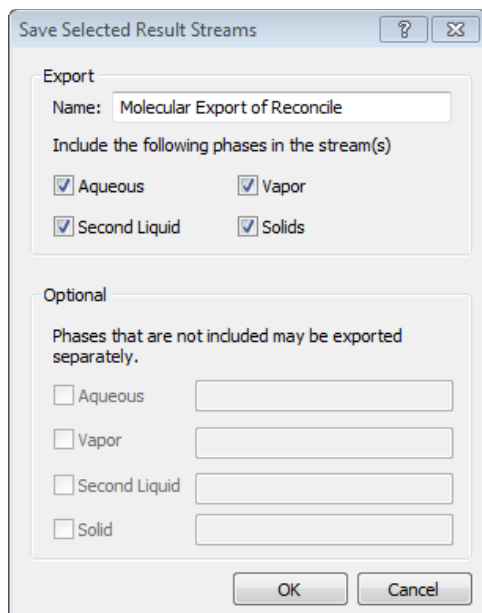 Save Selected Result Streams
Export
Name: Molecular Export of Reconcile
Include the following phases in the stream(s)
Aqueous Vapor
Second Liquid Solids
Optional
Phases that are not included may be exported
separately.
Aqueous
Vapor
Second Liquid
Solid
OK Cancel